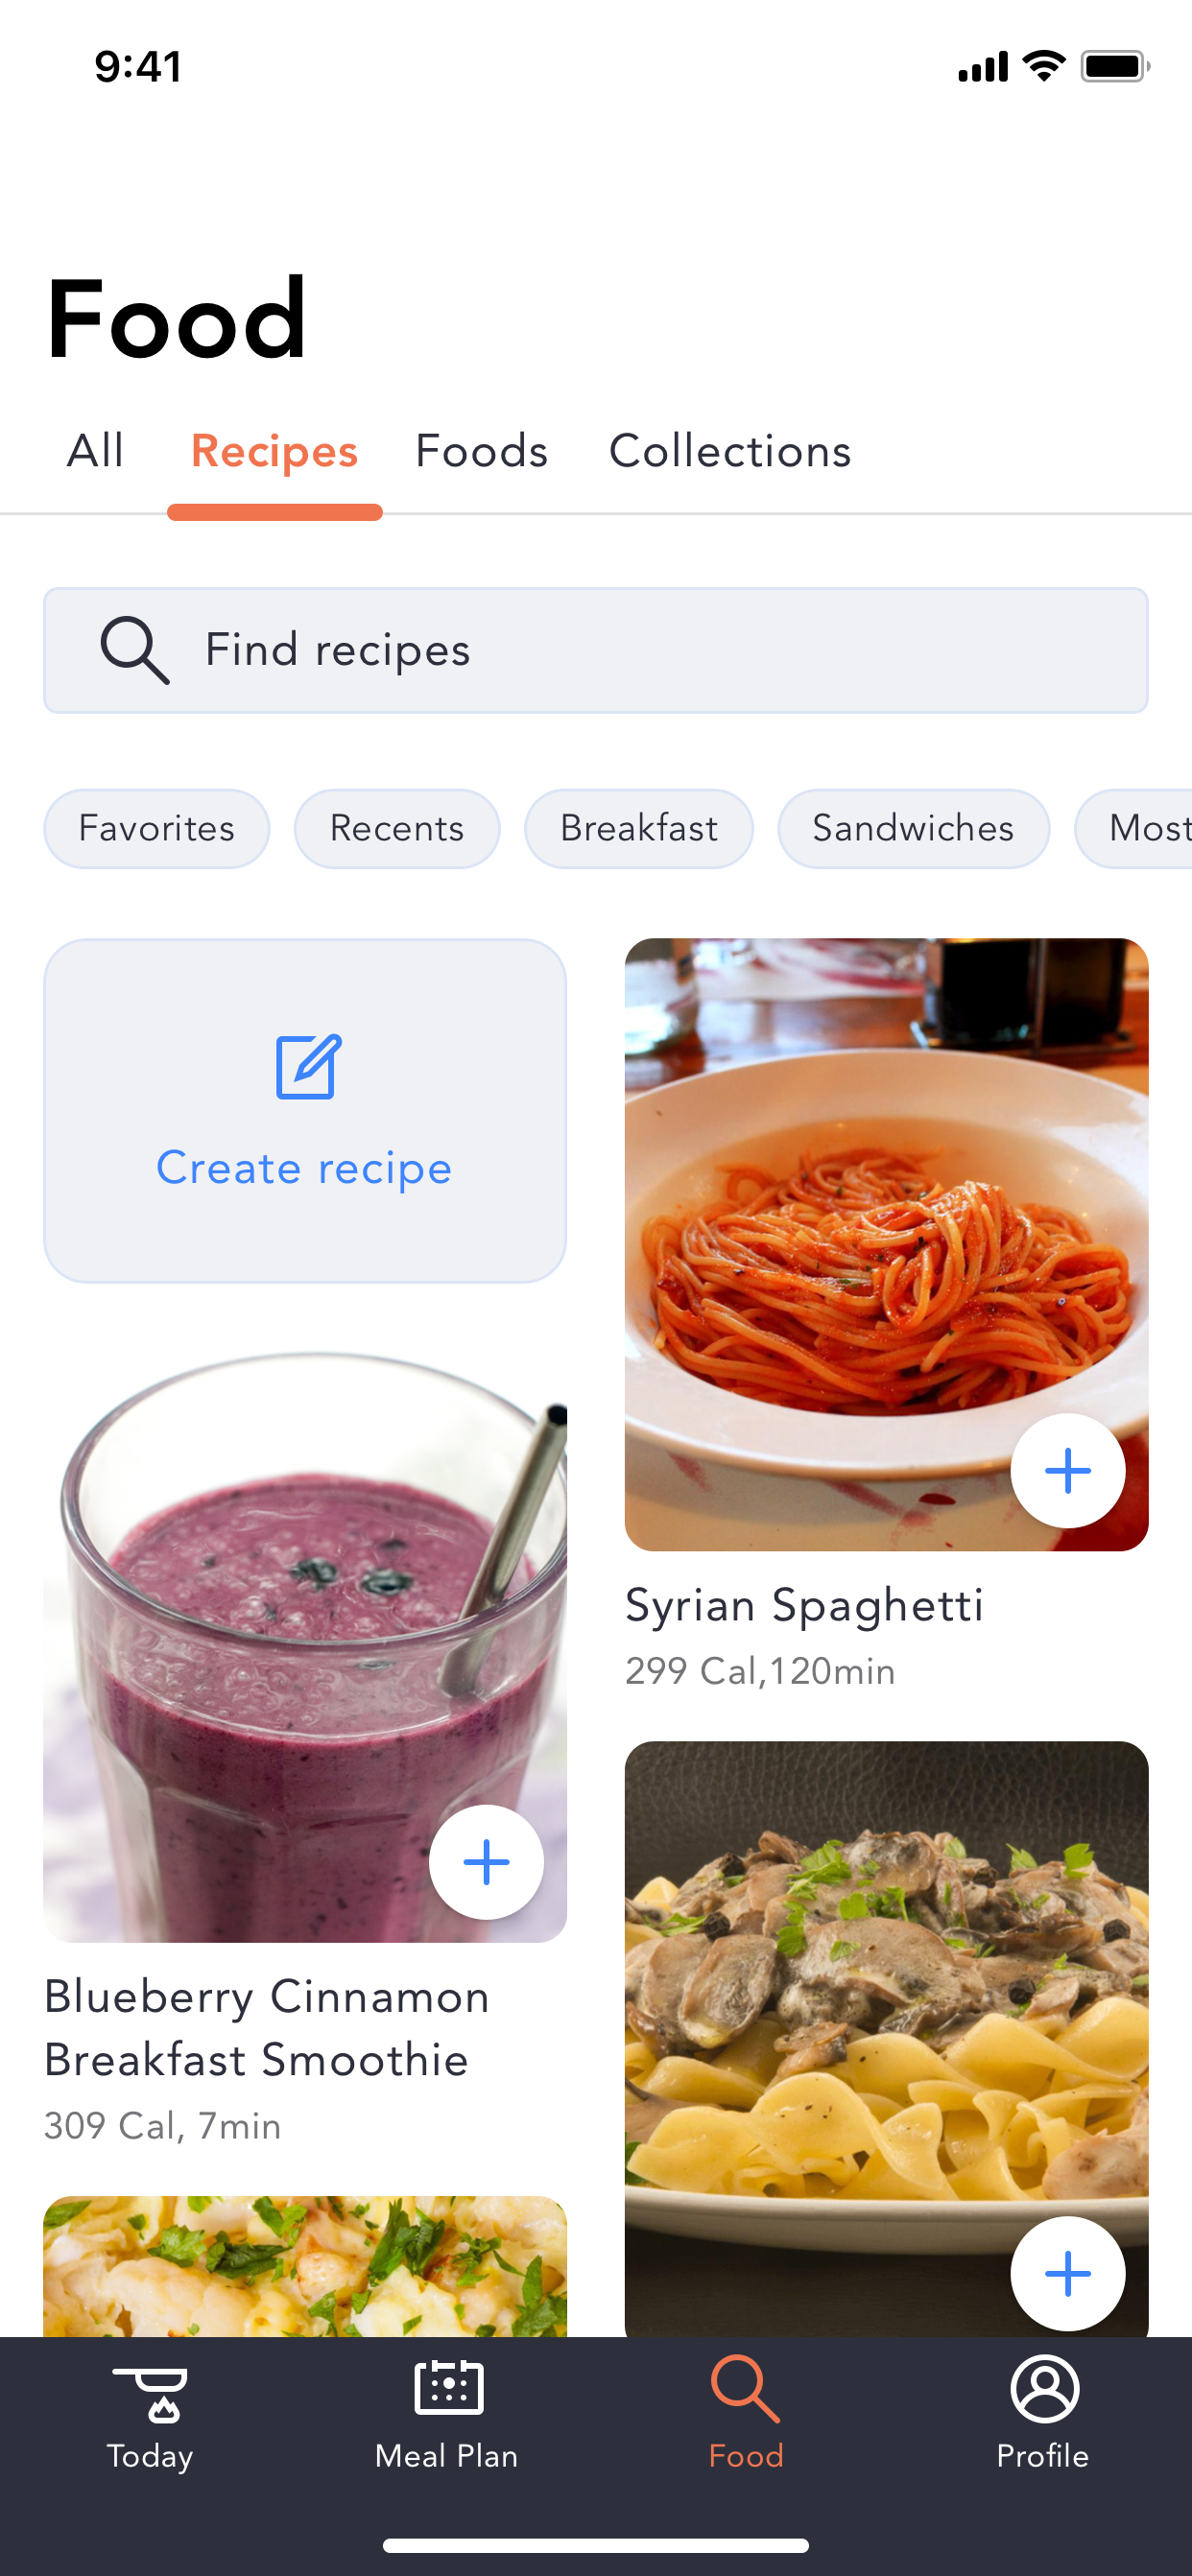 9:41
Food
All Recipes Foods Collections
Find recipes
Favorites Recents Breakfast Sandwiches Most
Create recipe
Syrian Spaghetti
299 Cal,120min
Blueberry Cinnamon
Breakfast Smoothie
309 Cal, 7min
Today Meal Plan Food Profile